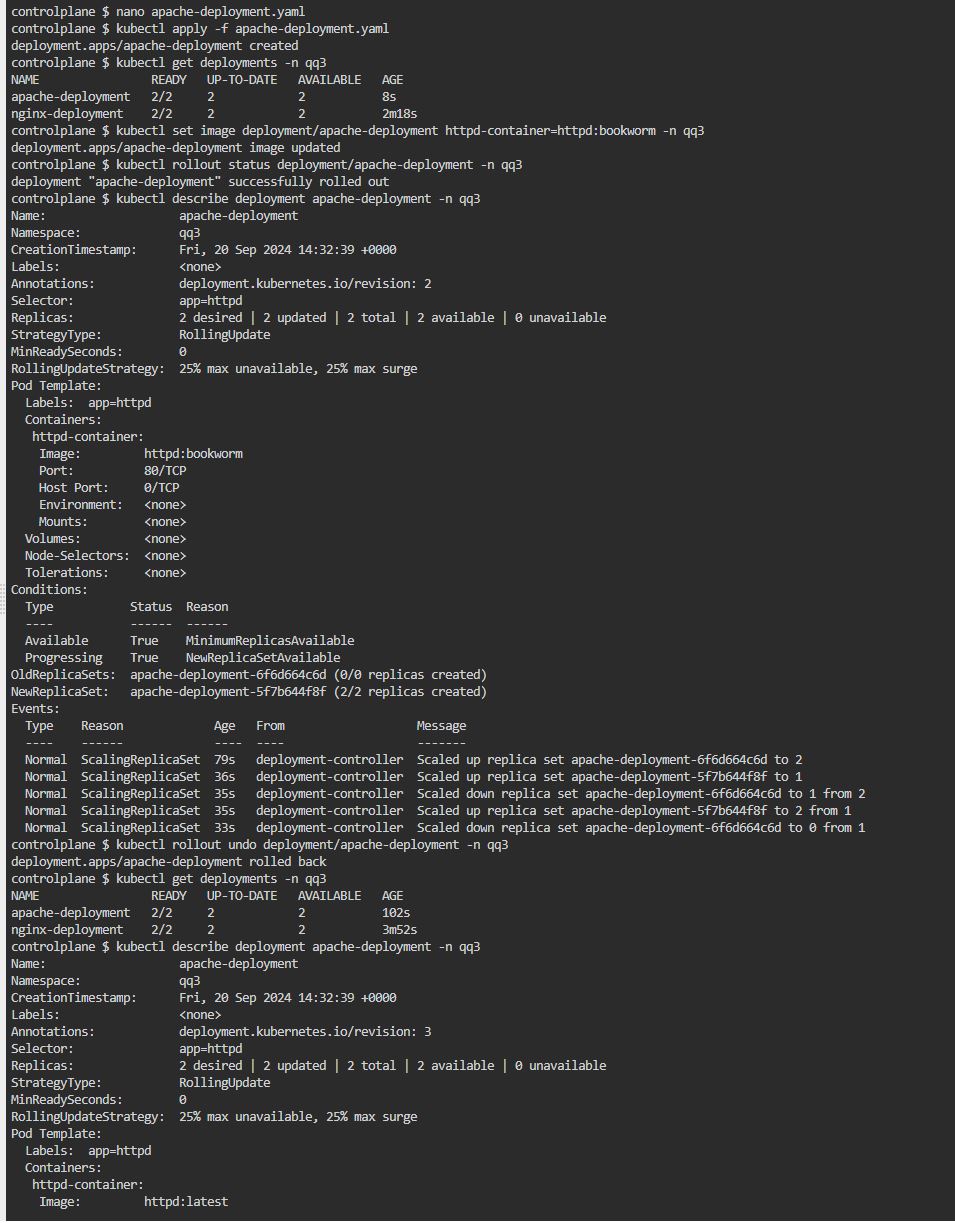 controlplane $ nano apache-deployment.yaml
controlplane $ kubectl apply -f apache-deployment.yaml
deployment.apps/apache-deployment created
controlplane $ kubectl get deployments -n qq3
NAME                READY   UP-TO-DATE   AVAILABLE   AGE
apache-deployment   2/2     2            2           8s
nginx-deployment    2/2     2            2           2m18s
controlplane $ kubectl set image deployment/apache-deployment httpd-container=httpd:bookworm -n qq3
deployment.apps/apache-deployment image updated
controlplane $ kubectl rollout status deployment/apache-deployment -n qq3
deployment "apache-deployment" successfully rolled out
controlplane $ kubectl describe deployment apache-deployment -n qq3
Name:                   apache-deployment
Namespace:              qq3
CreationTimestamp:      Fri, 20 Sep 2024 14:32:39 +0000
Labels:                 <none>
Annotations:            deployment.kubernetes.io/revision: 2
Selector:               app=httpd
Replicas:               2 desired | 2 updated | 2 total | 2 available | 0 unavailable
StrategyType:           RollingUpdate
MinReadySeconds:        0
RollingUpdateStrategy:  25% max unavailable, 25% max surge
Pod Template:
  Labels:  app=httpd
  Containers:
   httpd-container:
    Image:         httpd:bookworm
    Port:          80/TCP
    Host Port:     0/TCP
    Environment:   <none>
    Mounts:        <none>
  Volumes:         <none>
  Node-Selectors:  <none>
  Tolerations:     <none>
Conditions:
  Type           Status  Reason
  ----           ------  ------
  Available      True    MinimumReplicasAvailable
  Progressing    True    NewReplicaSetAvailable
OldReplicaSets:  apache-deployment-6f6d664c6d (0/0 replicas created)
NewReplicaSet:   apache-deployment-5f7b644f8f (2/2 replicas created)
Events:
  Type    Reason             Age   From                   Message
  ----    ------             ----  ----                   -------
  Normal  ScalingReplicaSet  79s   deployment-controller  Scaled up replica set apache-deployment-6f6d664c6d to 2
  Normal  ScalingReplicaSet  36s   deployment-controller  Scaled up replica set apache-deployment-5f7b644f8f to 1
  Normal  ScalingReplicaSet  35s   deployment-controller  Scaled down replica set apache-deployment-6f6d664c6d to 1 from 2
  Normal  ScalingReplicaSet  35s   deployment-controller  Scaled up replica set apache-deployment-5f7b644f8f to 2 from 1
  Normal  ScalingReplicaSet  33s   deployment-controller  Scaled down replica set apache-deployment-6f6d664c6d to 0 from 1
controlplane $ kubectl rollout undo deployment/apache-deployment -n qq3
deployment.apps/apache-deployment rolled back
controlplane $ kubectl get deployments -n qq3
NAME                READY   UP-TO-DATE   AVAILABLE   AGE
apache-deployment   2/2     2            2           102s
nginx-deployment    2/2     2            2           3m52s
controlplane $ kubectl describe deployment apache-deployment -n qq3
Name:                   apache-deployment
Namespace:              qq3
CreationTimestamp:      Fri, 20 Sep 2024 14:32:39 +0000
Labels:                 <none>
Annotations:            deployment.kubernetes.io/revision: 3
Selector:               app=httpd
Replicas:               2 desired | 2 updated | 2 total | 2 available | 0 unavailable
StrategyType:           RollingUpdate
MinReadySeconds:        0
RollingUpdateStrategy:  25% max unavailable, 25% max surge
Pod Template:
  Labels:  app=httpd
  Containers:
   httpd-container:
    Image:         httpd:latest